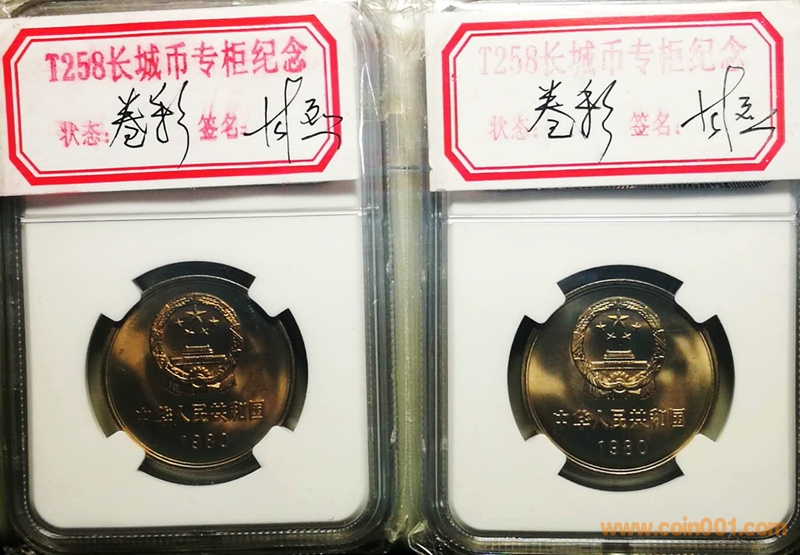 T258长城币专柜纪念
状态: 卷彩 签名:
中华人民共和国
1980
T258长城币专柜纪念
状态: 卷彩 签名:
中华人民共和国
1980
www.coin001.com